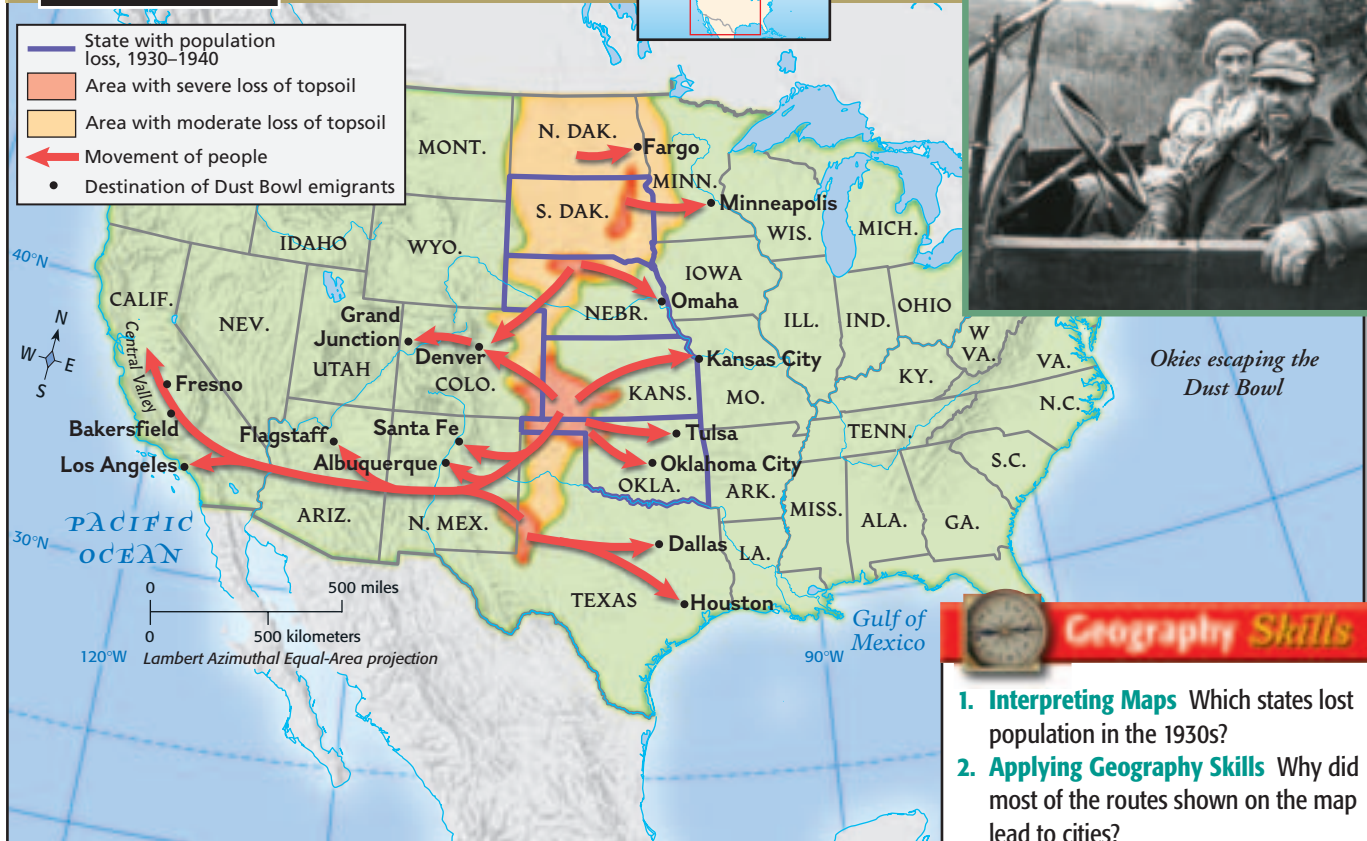 State with population
loss, 1930–1940
Area with severe loss of topsoil
Area with moderate loss of topsoil
Movement of people
Destination of Dust Bowl emigrants
MONT.
N. DAK.
Fargo
MINN.
Minneapolis
S. DAK.
WIS.
MICH.
IDAHO
WYO.
40°N
IOWA
Omaha
NEBR.
CALIF.
NEV.
Grand
Junction
Denver
UTAH
COLO.
ILL.
IND.
OHIO
W
VA.
VA.
N
W
E
S
Central Valley
Fresno
Bakersfield
Los Angeles
Flagstaff
Santa Fe
Albuquerque
KANS.
Kansas City
MO.
KY.
N.C.
TENN.
Tulsa
Oklahoma City
OKLA.
ARK.
S.C.
MISS.
ALA.
GA.
ARIZ.
N. MEX.
PACIFIC
OCEAN
30°N
Dallas
LA.
TEXAS
Houston
Gulf of
Mexico
0 500 miles
0 500 kilometers
120°W
Lambert Azimuthal Equal-Area projection
90°W
Okies escaping the
Dust Bowl
Geography Skills
1. Interpreting Maps Which states lost
population in the 1930s?
2. Applying Geography Skills Why did
most of the routes shown on the map
lead to cities?